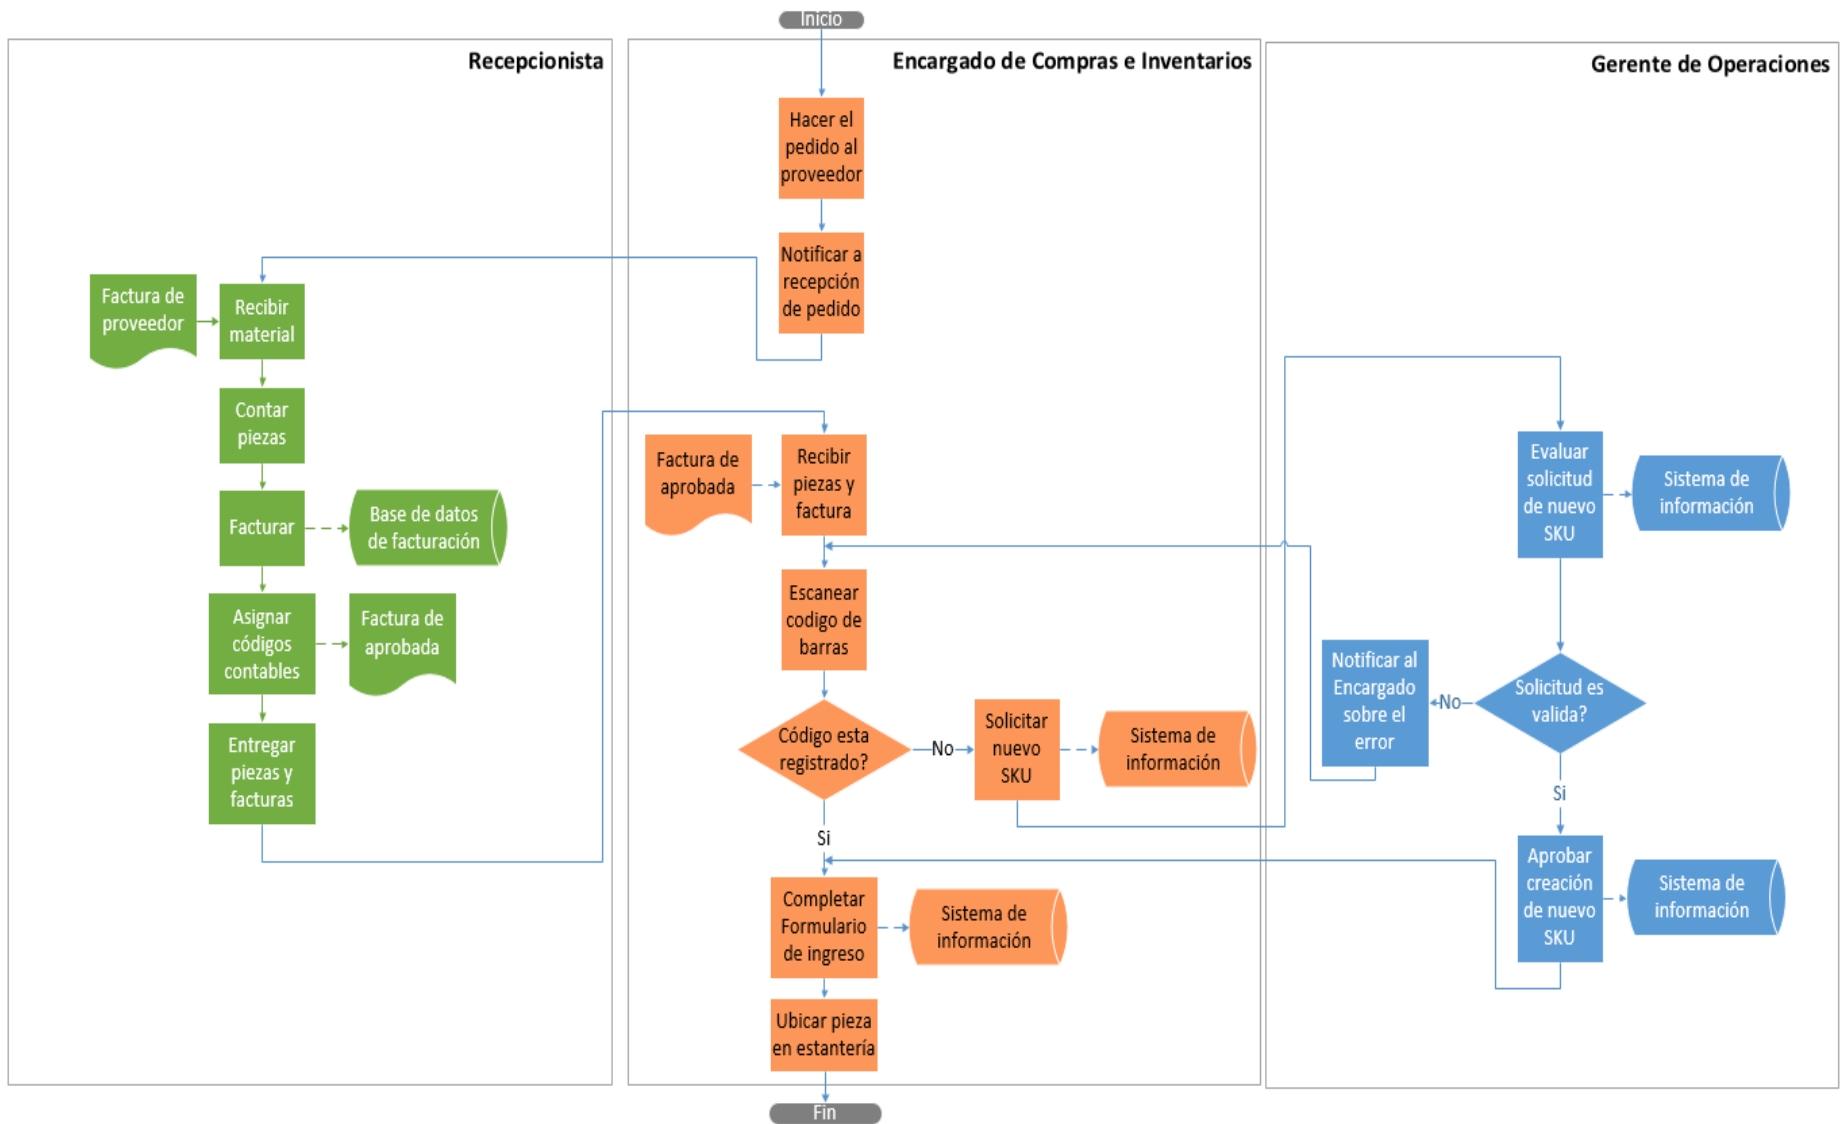 Inicio
Recepcionista
Encargado de Compras e Inventarios
Gerente de Operaciones
Hacer el
pedido al
proveedor
Notificar a
recepción
de pedido
Factura de
proveedor
Recibir
material
Contar
piezas
Facturar
Base de datos
de facturación
Asignar
códigos
contables
Factura de
aprobada
Entregar
piezas y
facturas
Factura de
aprobada
Recibir
piezas y
factura
Escanear
codigo de
barras
Código esta
registrado?
No
Solicitar
nuevo
SKU
Sistema de
información
Si
Completar
Formulario
de ingreso
Sistema de
información
Ubicar pieza
en estantería
Evaluar
solicitud
de nuevo
SKU
Sistema de
información
Solicitud es
valida?
No
Notificar al
Encargado
sobre el
error
Si
Aprobar
creación
de nuevo
SKU
Sistema de
información
Fin